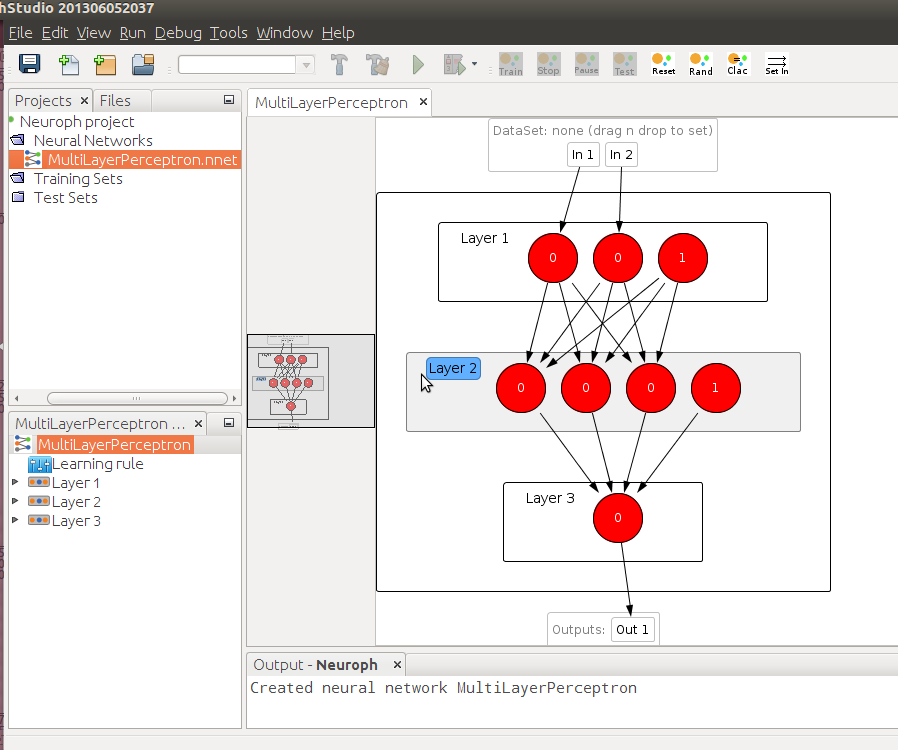 hStudio 201306052037
File Edit View Run Debug Tools Window Help
Train Stop Pause Test Reset Rand Clac Set In
Projects × Files
MultiLayerPerceptron ×
Neuroph project
Neural Networks
MultiLayerPerceptron.nnet
Training Sets
Test Sets
DataSet: none (drag n drop to set)
In 1 In 2
Layer 1
0 0 1
Layer 2
0 0 0 1
Layer 3
0
Outputs: Out 1
MultiLayerPerceptron ... ×
MultiLayerPerceptron
Learning rule
Layer 1
Layer 2
Layer 3
Output - Neuroph ×
Created neural network MultiLayerPerceptron